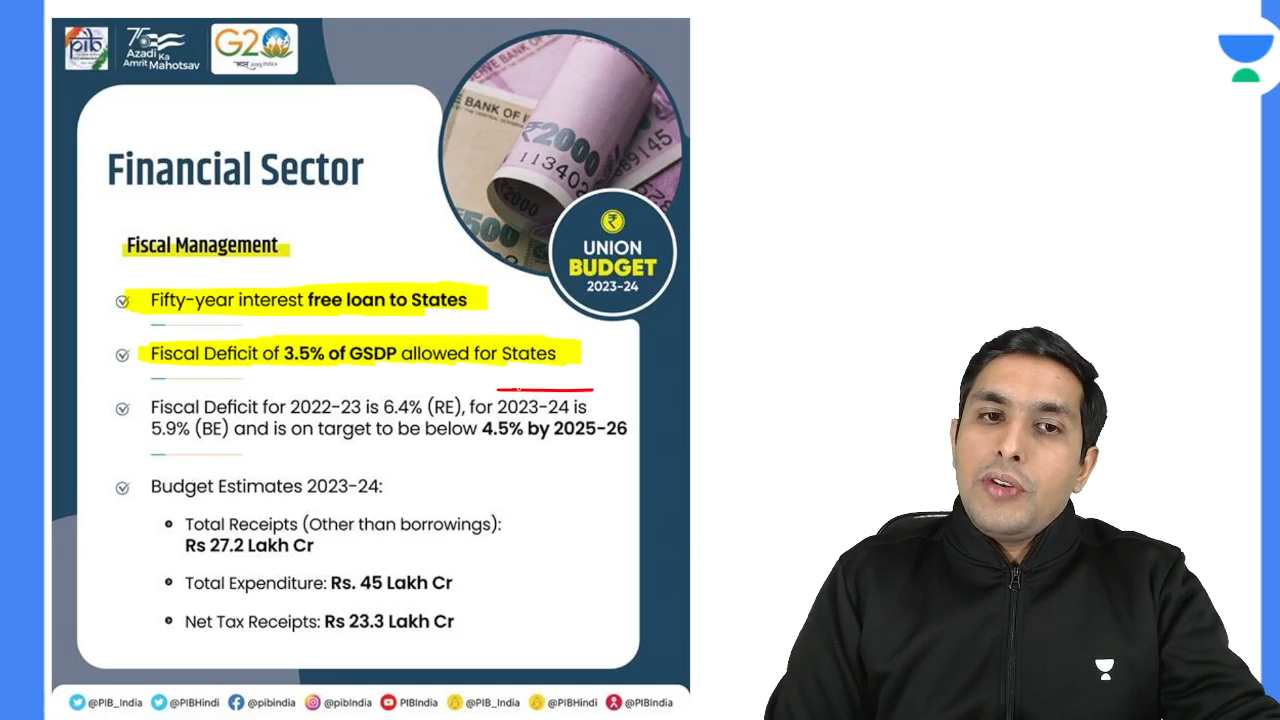 pib
75
Azadi Ka
Amrit Mahotsav
G20
BANK OF
₹2000
113402
₹2000
500
Financial Sector
UNION
BUDGET
2023-24
Fiscal Management
Fifty-year interest free loan to States
Fiscal Deficit of 3.5% of GSDP allowed for States
Fiscal Deficit for 2022-23 is 6.4% (RE), for 2023-24 is
5.9% (BE) and is on target to be below 4.5% by 2025-26
Budget Estimates 2023-24:
Total Receipts (Other than borrowings):
Rs 27.2 Lakh Cr
Total Expenditure: Rs. 45 Lakh Cr
Net Tax Receipts: Rs 23.3 Lakh Cr
@PIB_India @PIBHindi @pibindia @pibIndia PIBIndia @PIB_India @PIBHindi @PIBIndia